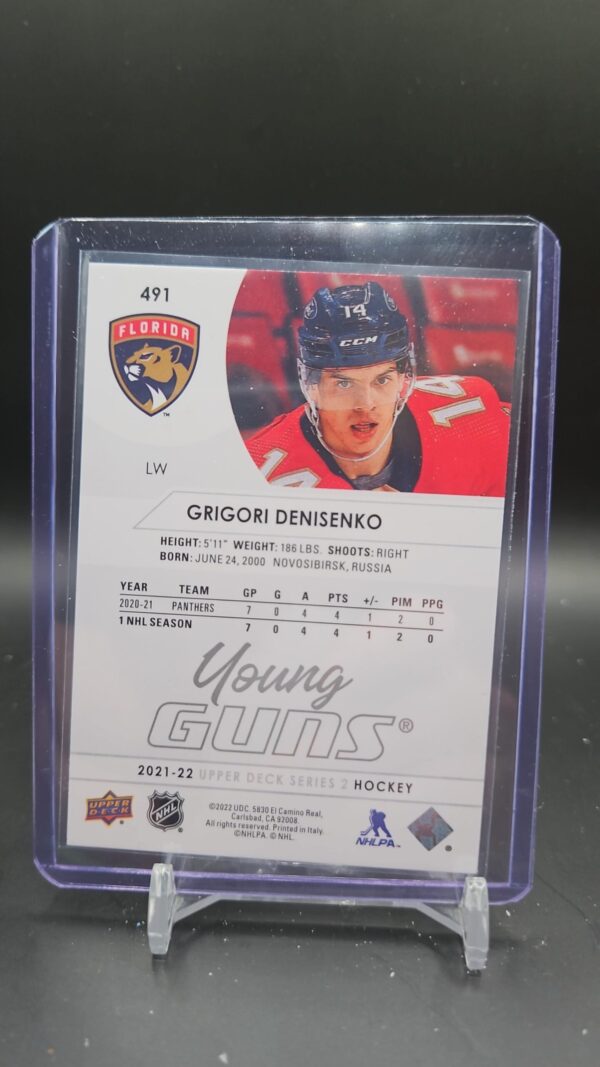 491
FLORIDA
TM
14
CCM
14
14
LW
GRIGORI DENISENKO
HEIGHT: 5'11" WEIGHT: 186 LBS. SHOOTS: RIGHT
BORN: JUNE 24, 2000 NOVOSIBIRSK, RUSSIA
YEAR TEAM GP G A PTS +/- PIM PPG
2020-21 PANTHERS 7 0 4 4 1 2 0
1 NHL SEASON 7 0 4 4 1 2 0
Young
GUNS®
2021-22 UPPER DECK SERIES 2 HOCKEY
UPPER DECK
NHL
©2022 UDC. 5830 El Camino Real,
Carlsbad, CA 92008.
All rights reserved. Printed in Italy.
©NHLPA. ©NHL.
NHLPA